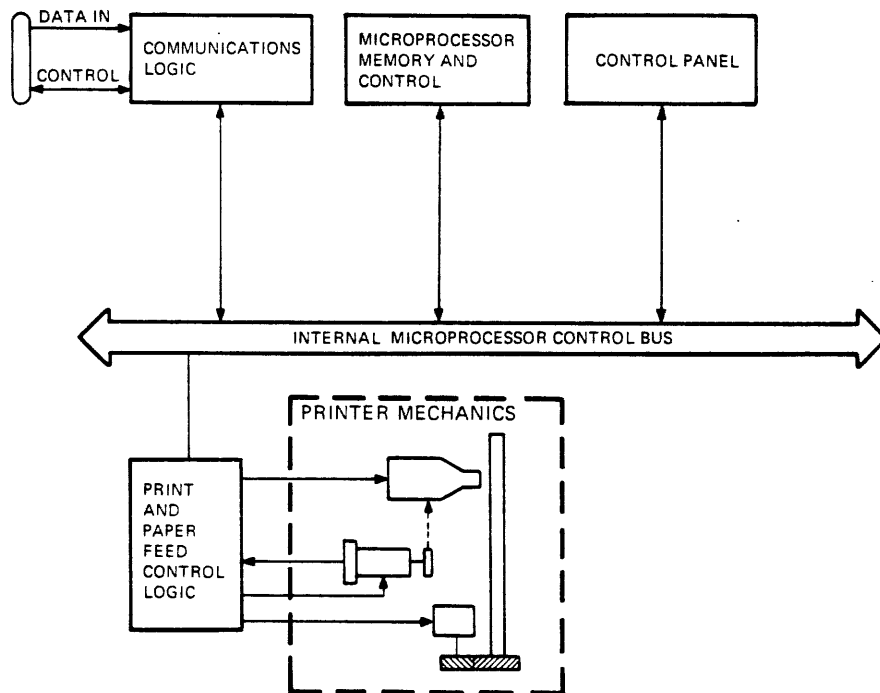 DATA IN
CONTROL
COMMUNICATIONS
LOGIC
MICROPROCESSOR
MEMORY AND
CONTROL
CONTROL PANEL
INTERNAL MICROPROCESSOR CONTROL BUS
PRINTER MECHANICS
PRINT
AND
PAPER
FEED
CONTROL
LOGIC